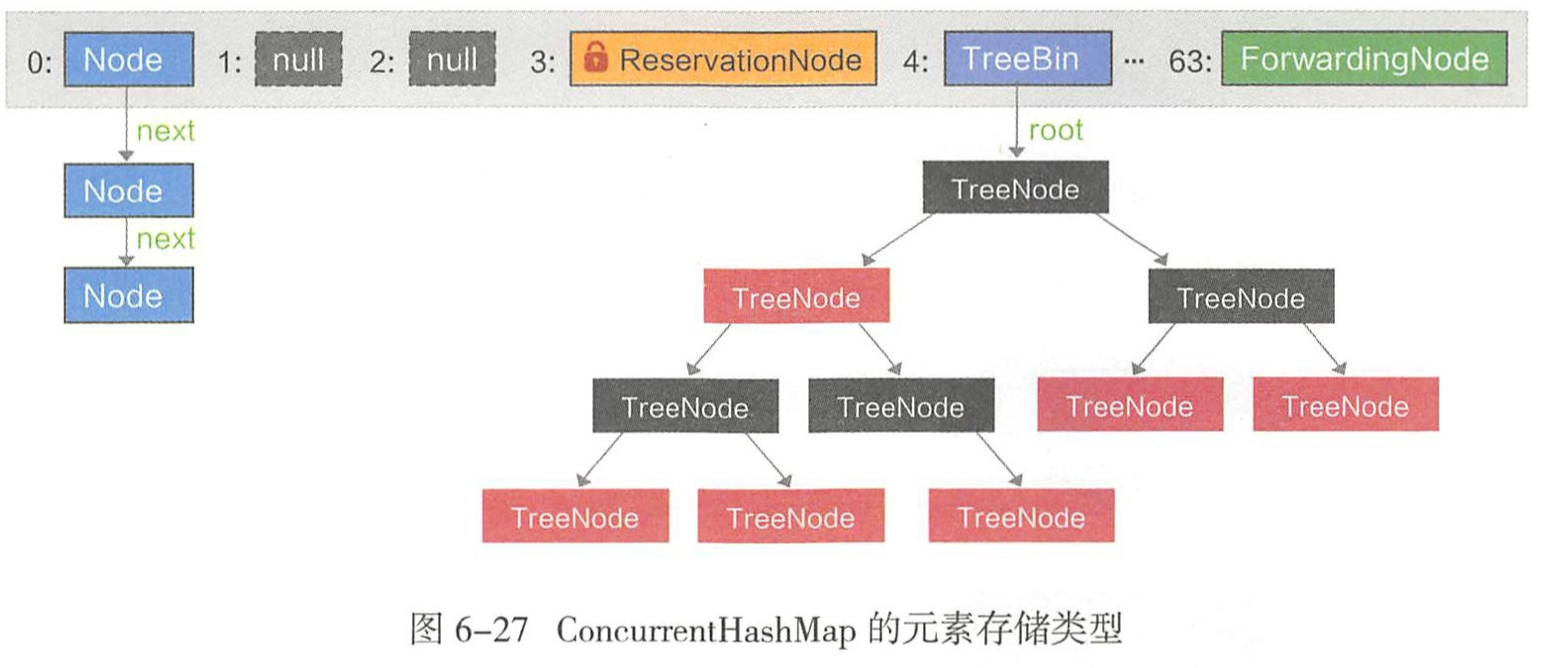 0: Node 1: null 2: null 3: ReservationNode 4: TreeBin ··· 63: ForwardingNode
next root
Node TreeNode
next
Node TreeNode TreeNode
TreeNode TreeNode TreeNode TreeNode
TreeNode TreeNode TreeNode
图 6-27 ConcurrentHashMap 的元素存储类型